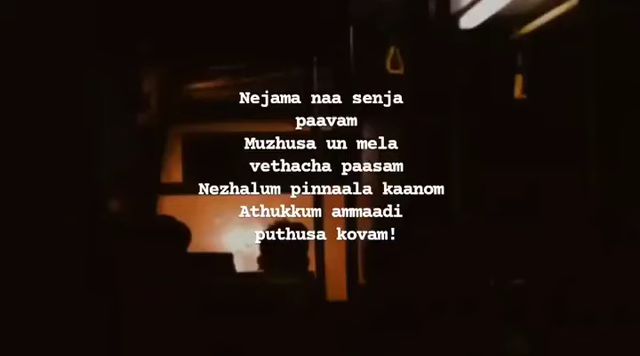 Nejama naa senja
paavam
Muzhusa un mela
vethacha paasam
Nezhalum pinnaala kaanom
Athukkum ammaadi
puthusa kovam!